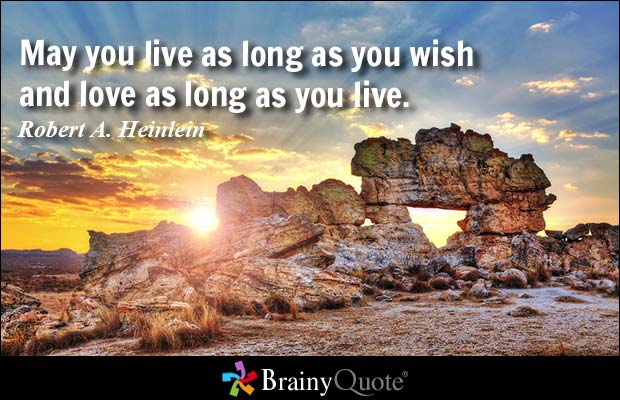 May you live as long as you wish
and love as long as you live.
Robert A. Heinlein
BrainyQuote®